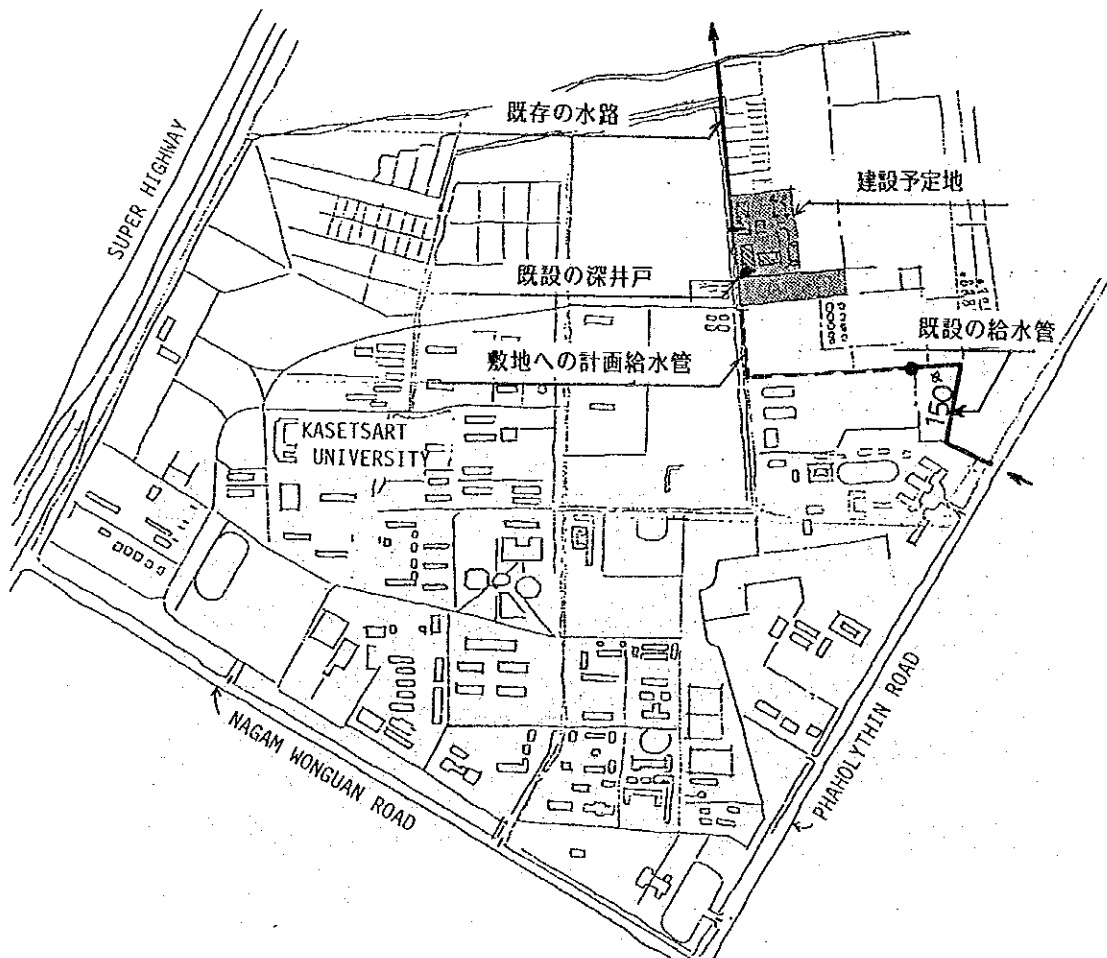 既存の水路
SUPER HIGHWAY
建設予定地
既設の深井戸
既設の給水管
敷地への計画給水管
150ø
KASETSART
UNIVERSITY
NAGAM WONGUAN ROAD
PHAHOLYTHIN ROAD